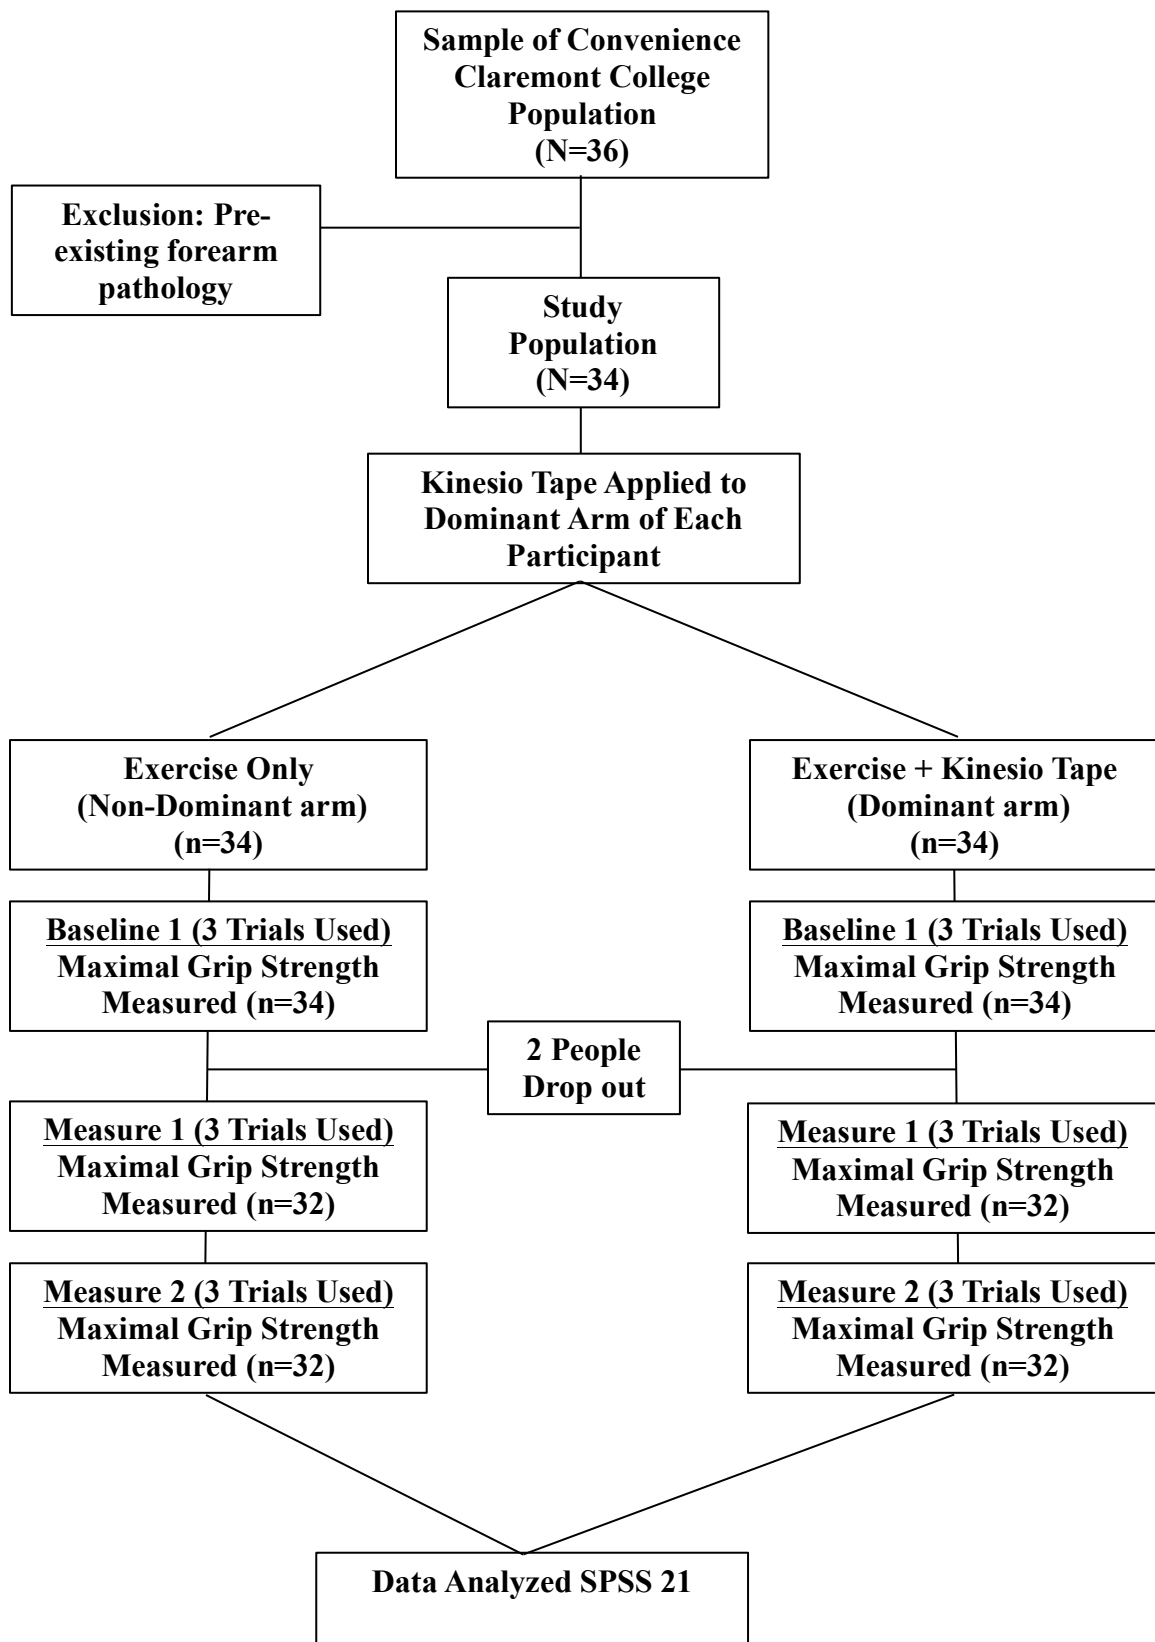 Sample of Convenience
Claremont College
Population
(N=36)
Exclusion: Pre-
existing forearm
pathology
Study
Population
(N=34)
Kinesio Tape Applied to
Dominant Arm of Each
Participant
Exercise Only
(Non-Dominant arm)
(n=34)
Exercise + Kinesio Tape
(Dominant arm)
(n=34)
Baseline 1 (3 Trials Used)
Maximal Grip Strength
Measured (n=34)
Baseline 1 (3 Trials Used)
Maximal Grip Strength
Measured (n=34)
2 People
Drop out
Measure 1 (3 Trials Used)
Maximal Grip Strength
Measured (n=32)
Measure 1 (3 Trials Used)
Maximal Grip Strength
Measured (n=32)
Measure 2 (3 Trials Used)
Maximal Grip Strength
Measured (n=32)
Measure 2 (3 Trials Used)
Maximal Grip Strength
Measured (n=32)
Data Analyzed SPSS 21